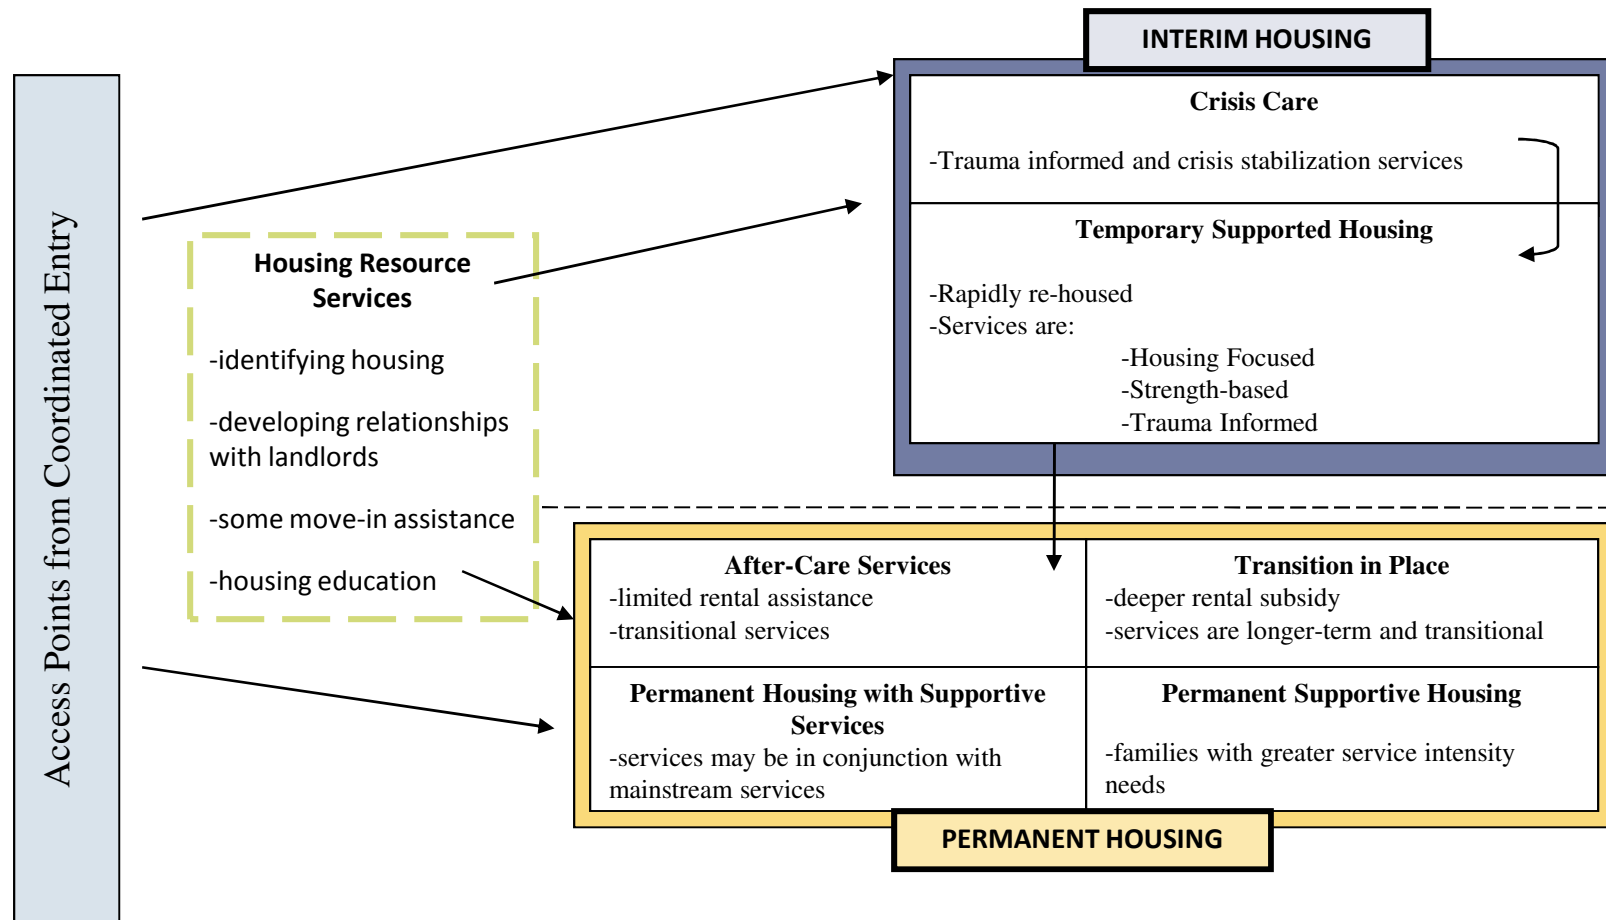 Access Points from Coordinated Entry
Housing Resource
Services
-identifying housing
-developing relationships
with landlords
-some move-in assistance
-housing education
INTERIM HOUSING
Crisis Care
-Trauma informed and crisis stabilization services
Temporary Supported Housing
-Rapidly re-housed
-Services are:
-Housing Focused
-Strength-based
-Trauma Informed
After-Care Services
-limited rental assistance
-transitional services
Transition in Place
-deeper rental subsidy
-services are longer-term and transitional
Permanent Housing with Supportive
Services
-services may be in conjunction with
mainstream services
Permanent Supportive Housing
-families with greater service intensity
needs
PERMANENT HOUSING